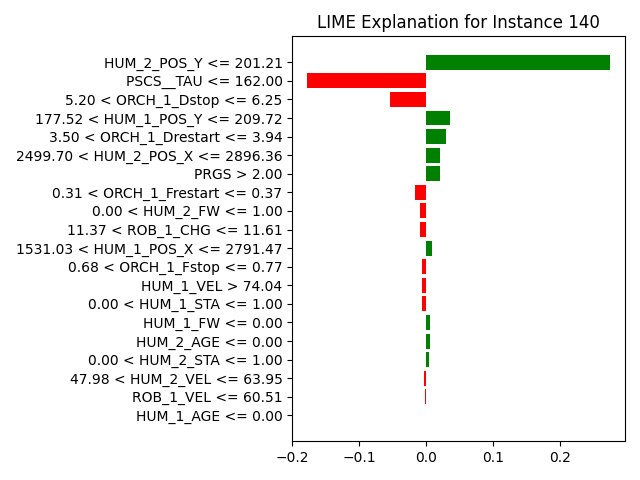 LIME Explanation for Instance 140
HUM_2_POS_Y <= 201.21
PSCS__TAU <= 162.00
5.20 < ORCH_1_Dstop <= 6.25
177.52 < HUM_1_POS_Y <= 209.72
3.50 < ORCH_1_Drestart <= 3.94
2499.70 < HUM_2_POS_X <= 2896.36
PRGS > 2.00
0.31 < ORCH_1_Frestart <= 0.37
0.00 < HUM_2_FW <= 1.00
11.37 < ROB_1_CHG <= 11.61
1531.03 < HUM_1_POS_X <= 2791.47
0.68 < ORCH_1_Fstop <= 0.77
HUM_1_VEL > 74.04
0.00 < HUM_1_STA <= 1.00
HUM_1_FW <= 0.00
HUM_2_AGE <= 0.00
0.00 < HUM_2_STA <= 1.00
47.98 < HUM_2_VEL <= 63.95
ROB_1_VEL <= 60.51
HUM_1_AGE <= 0.00
−0.2 −0.1 0.0 0.1 0.2